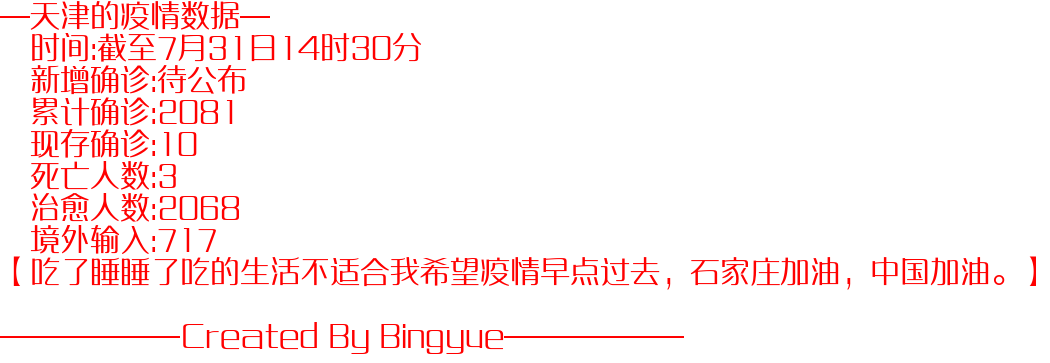 —天津的疫情数据—
时间:截至7月31日14时30分
新增确诊:待公布
累计确诊:2081
现存确诊:10
死亡人数:3
治愈人数:2068
境外输入:717
【吃了睡睡了吃的生活不适合我希望疫情早点过去，石家庄加油，中国加油。】
——————Created By Bingyue——————